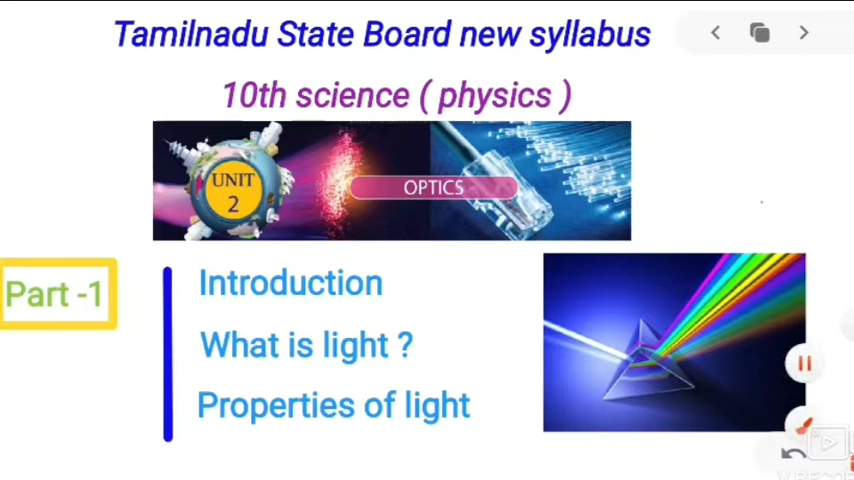 Tamilnadu State Board new syllabus
10th science ( physics )
UNIT
2
OPTICS
Part -1
Introduction
What is light ?
Properties of light